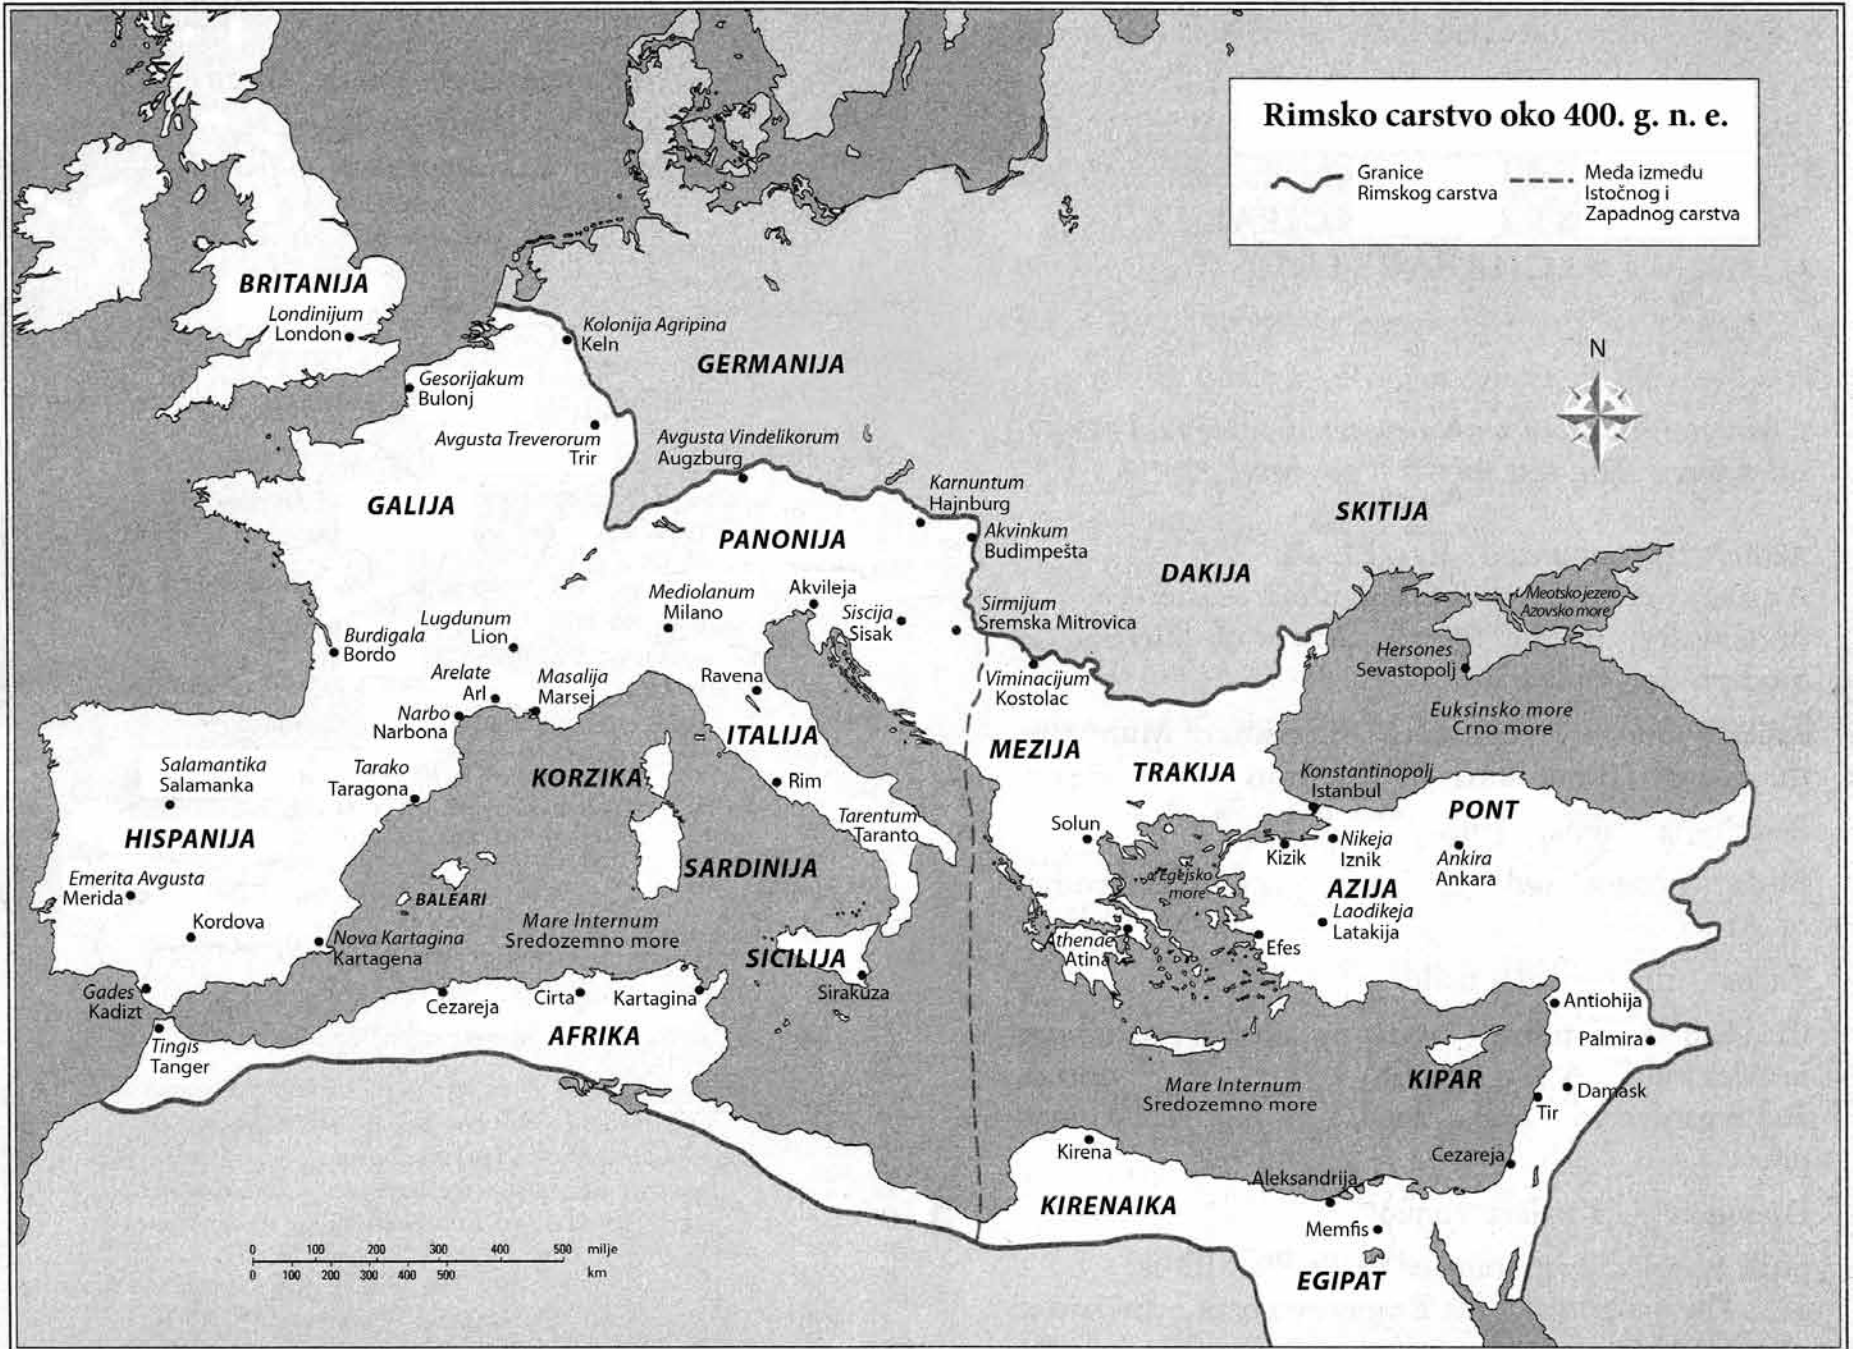 Rimsko carstvo oko 400. g. n. e.
Granice
Rimskog carstva
Međa između
Istočnog i
Zapadnog carstva
N
BRITANIJA
Londinijum
London
Kolonija Agripina
Keln
GERMANIJA
Gesorijakum
Bulonj
Avgusta Treverorum
Trir
Avgusta Vindelikorum
Augzburg
Karnuntum
Hajnburg
GALIJA
PANONIJA
Akvinkum
Budimpešta
SKITIJA
DAKIJA
Meotsko jezero
Azovsko more
Mediolanum
Milano
Akvileja
Siscija
Sisak
Sirmijum
Sremska Mitrovica
Lugdunum
Lion
Burdigala
Bordo
Arelate
Arl
Masalija
Marsej
Ravena
Viminacijum
Kostolac
Hersones
Sevastopolj
Narbo
Narbona
ITALIJA
MEZIJA
Euksinsko more
Crno more
Salamantika
Salamanka
Tarako
Taragona
KORZIKA
Rim
TRAKIJA
Konstantinopolj
Istanbul
PONT
HISPANIJA
Tarentum
Taranto
Solun
Kizik
Nikeja
Iznik
Ankira
Ankara
Emerita Avgusta
Merida
BALEARI
SARDINIJA
Egejsko
more
AZIJA
Laodikeja
Latakija
Kordova
Nova Kartagina
Kartagena
Mare Internum
Sredozemno more
SICILIJA
Sirakuza
Athenae
Atina
Efes
Gades
Kadizt
Cezareja
Cirta
Kartagina
Antiohija
Tingis
Tanger
AFRIKA
Palmira
Mare Internum
Sredozemno more
KIPAR
Damask
Tir
Kirena
Cezareja
KIRENAIKA
Aleksandrija
Memfis
EGIPAT
0 100 200 300 400 500 milje
0 100 200 300 400 500 km